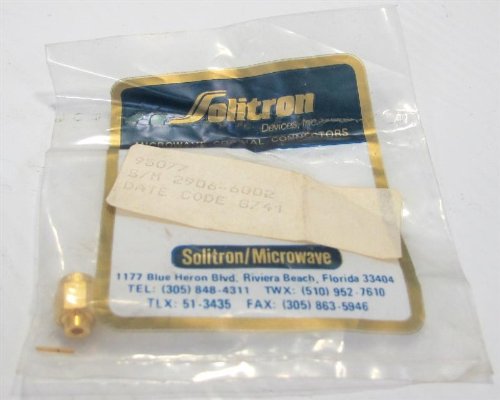 Solitron
Devices, Inc.
MICROWAVE COAXIAL CONNECTORS
95077
S/M 2906-6002
DATE CODE 8741
Solitron/Microwave
1177 Blue Heron Blvd. Riviera Beach, Florida 33404
TEL: (305) 848-4311 TWX: (510) 952-7610
TLX: 51-3435 FAX: (305) 863-5946